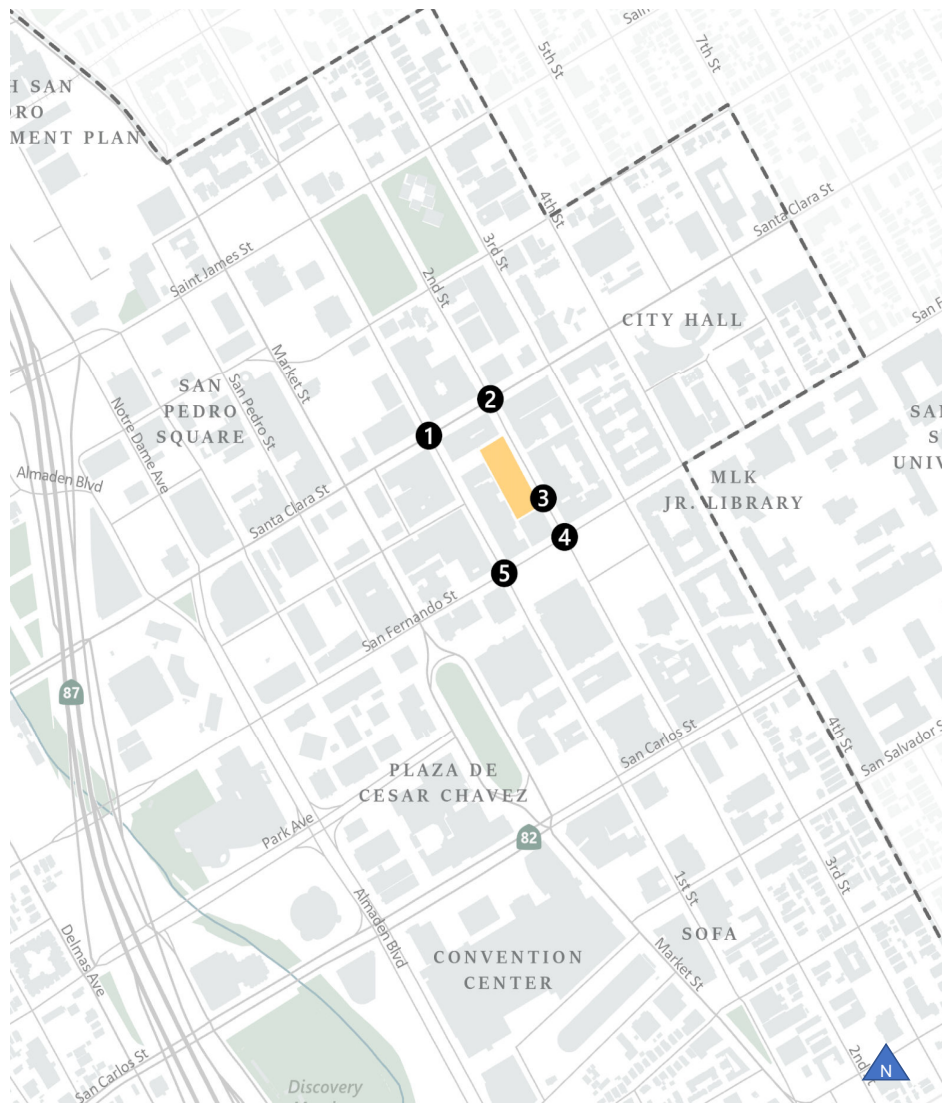 H SAN
RO
MENT PLAN
Sain
5th St
7th St
4th St
Santa Clara St
3rd St
2nd St
Saint James St
CITY HALL
San F
Market St
SAN
PEDRO
SQUARE
San Pedro St
Notre Dame Ave
Almaden Blvd
2
1
3
4
5
SAN
S
UNIV
MLK
JR. LIBRARY
Santa Clara St
San Fernando St
87
4th St
San Carlos St
San Salvador S
PLAZA DE
CESAR CHAVEZ
Park Ave
82
3rd St
1st St
SOFA
Almaden Blvd
Delmas Ave
Market St
CONVENTION
CENTER
San Carlos St
Discovery
2nd St
N